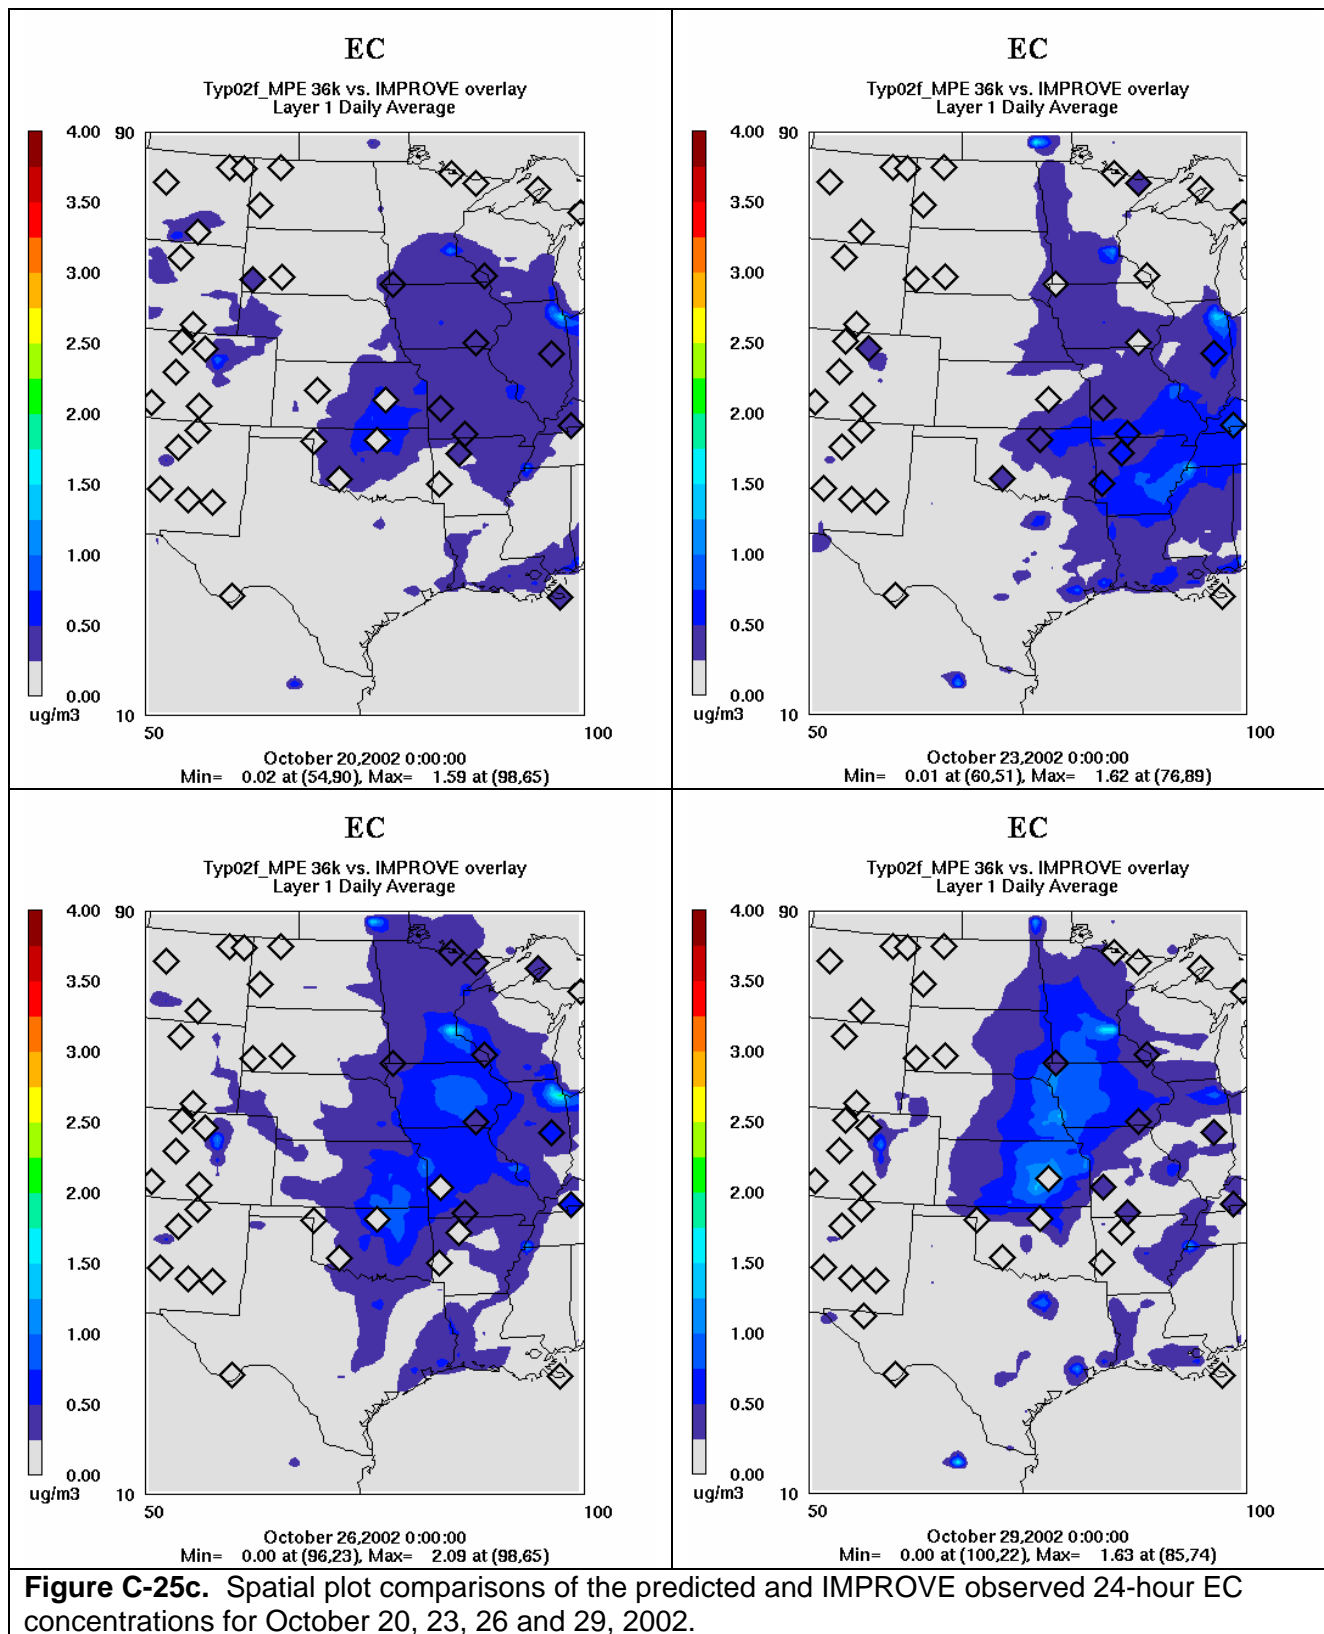 EC
Typ02f_MPE 36k vs. IMPROVE overlay
Layer 1 Daily Average
90
4.00
3.50
3.00
2.50
2.00
1.50
1.00
0.50
0.00
ug/m3
10
50
100
October 20,2002 0:00:00
Min= 0.02 at (54,90), Max= 1.59 at (98,65)
EC
Typ02f_MPE 36k vs. IMPROVE overlay
Layer 1 Daily Average
90
4.00
3.50
3.00
2.50
2.00
1.50
1.00
0.50
0.00
ug/m3
10
50
100
October 23,2002 0:00:00
Min= 0.01 at (60,51), Max= 1.62 at (76,89)
EC
Typ02f_MPE 36k vs. IMPROVE overlay
Layer 1 Daily Average
90
4.00
3.50
3.00
2.50
2.00
1.50
1.00
0.50
0.00
ug/m3
10
50
100
October 26,2002 0:00:00
Min= 0.00 at (96,23), Max= 2.09 at (98,65)
EC
Typ02f_MPE 36k vs. IMPROVE overlay
Layer 1 Daily Average
90
4.00
3.50
3.00
2.50
2.00
1.50
1.00
0.50
0.00
ug/m3
10
50
100
October 29,2002 0:00:00
Min= 0.00 at (100,22), Max= 1.63 at (85,74)
Figure C-25c. Spatial plot comparisons of the predicted and IMPROVE observed 24-hour EC
concentrations for October 20, 23, 26 and 29, 2002.